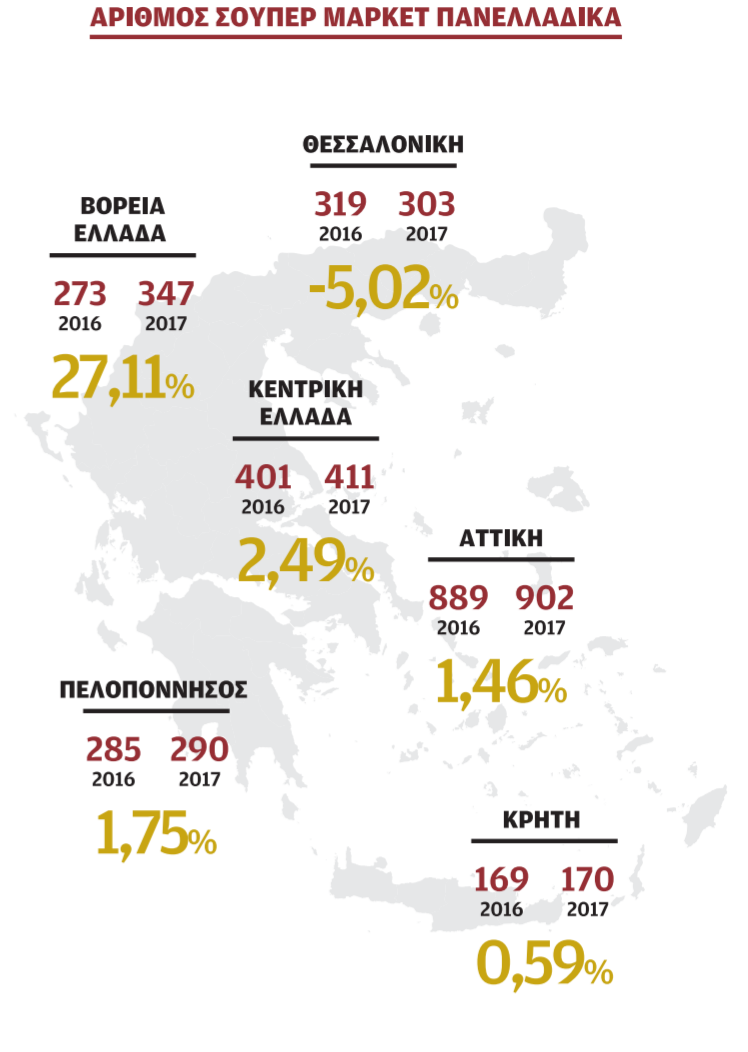 ΑΡΙΘΜΟΣ ΣΟΥΠΕΡ ΜΑΡΚΕΤ ΠΑΝΕΛΛΑΔΙΚΑ
ΘΕΣΣΑΛΟΝΙΚΗ
319 303
2016 2017
-5,02%
ΒΟΡΕΙΑ
ΕΛΛΑΔΑ
273 347
2016 2017
27,11%
ΚΕΝΤΡΙΚΗ
ΕΛΛΑΔΑ
401 411
2016 2017
2,49%
ΑΤΤΙΚΗ
889 902
2016 2017
1,46%
ΠΕΛΟΠΟΝΝΗΣΟΣ
285 290
2016 2017
1,75%
ΚΡΗΤΗ
169 170
2016 2017
0,59%